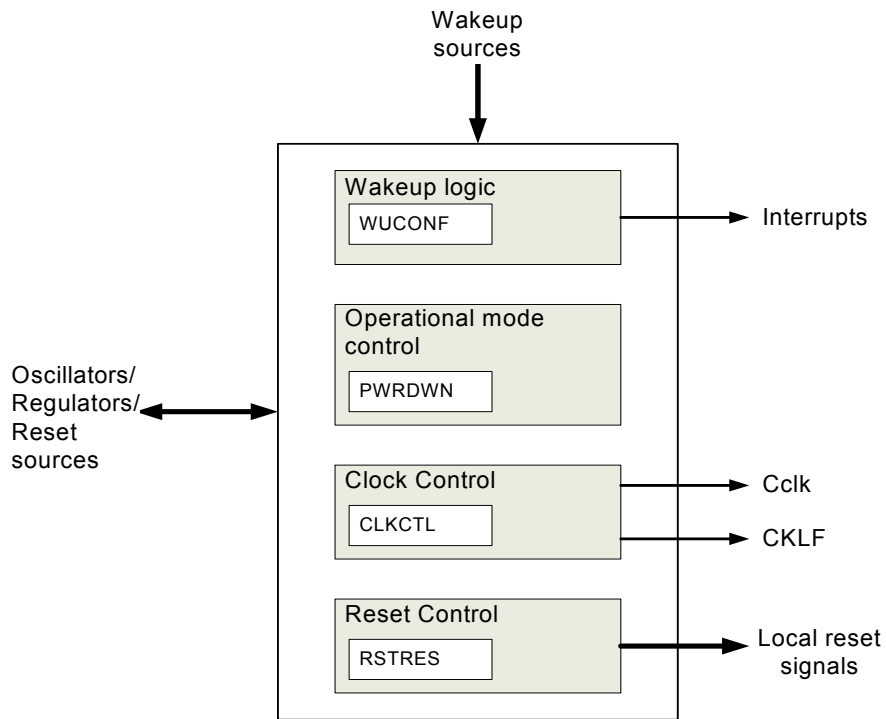 Wakeup
sources
Wakeup logic
WUCONF
Interrupts
Operational mode
control
PWRDWN
Oscillators/
Regulators/
Reset
sources
Clock Control
CLKCTL
Cclk
CKLF
Reset Control
RSTRES
Local reset
signals